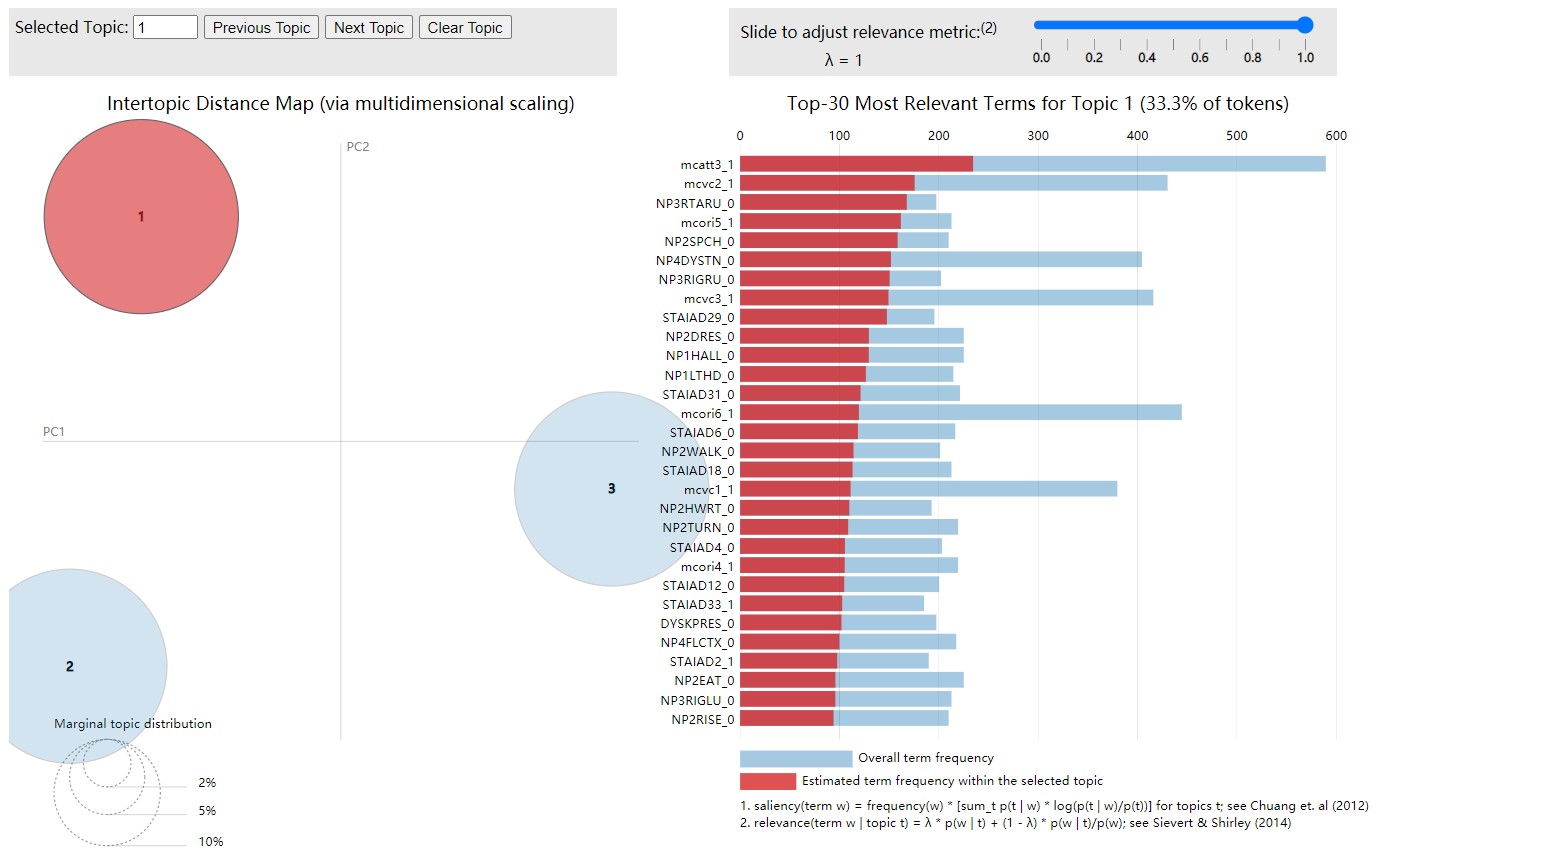 Selected Topic: 1 Previous Topic Next Topic Clear Topic
Slide to adjust relevance metric:(2)
λ = 1
0.0 0.2 0.4 0.6 0.8 1.0
Intertopic Distance Map (via multidimensional scaling)
PC2
1
PC1
3
2
Marginal topic distribution
2%
5%
10%
Top-30 Most Relevant Terms for Topic 1 (33.3% of tokens)
0 100 200 300 400 500 600
mcatt3_1
mcvc2_1
NP3RTARU_0
mcori5_1
NP2SPCH_0
NP4DYSTN_0
NP3RIGRU_0
mcvc3_1
STAIAD29_0
NP2DRES_0
NP1HALL_0
NP1LTHD_0
STAIAD31_0
mcori6_1
STAIAD6_0
NP2WALK_0
STAIAD18_0
mcvc1_1
NP2HWRT_0
NP2TURN_0
STAIAD4_0
mcori4_1
STAIAD12_0
STAIAD33_1
DYSKPRES_0
NP4FLCTX_0
STAIAD2_1
NP2EAT_0
NP3RIGLU_0
NP2RISE_0
Overall term frequency
Estimated term frequency within the selected topic
1. saliency(term w) = frequency(w) * [sum_t p(t | w) * log(p(t | w)/p(t))] for topics t; see Chuang et. al (2012)
2. relevance(term w | topic t) = λ * p(w | t) + (1 - λ) * p(w | t)/p(w); see Sievert & Shirley (2014)